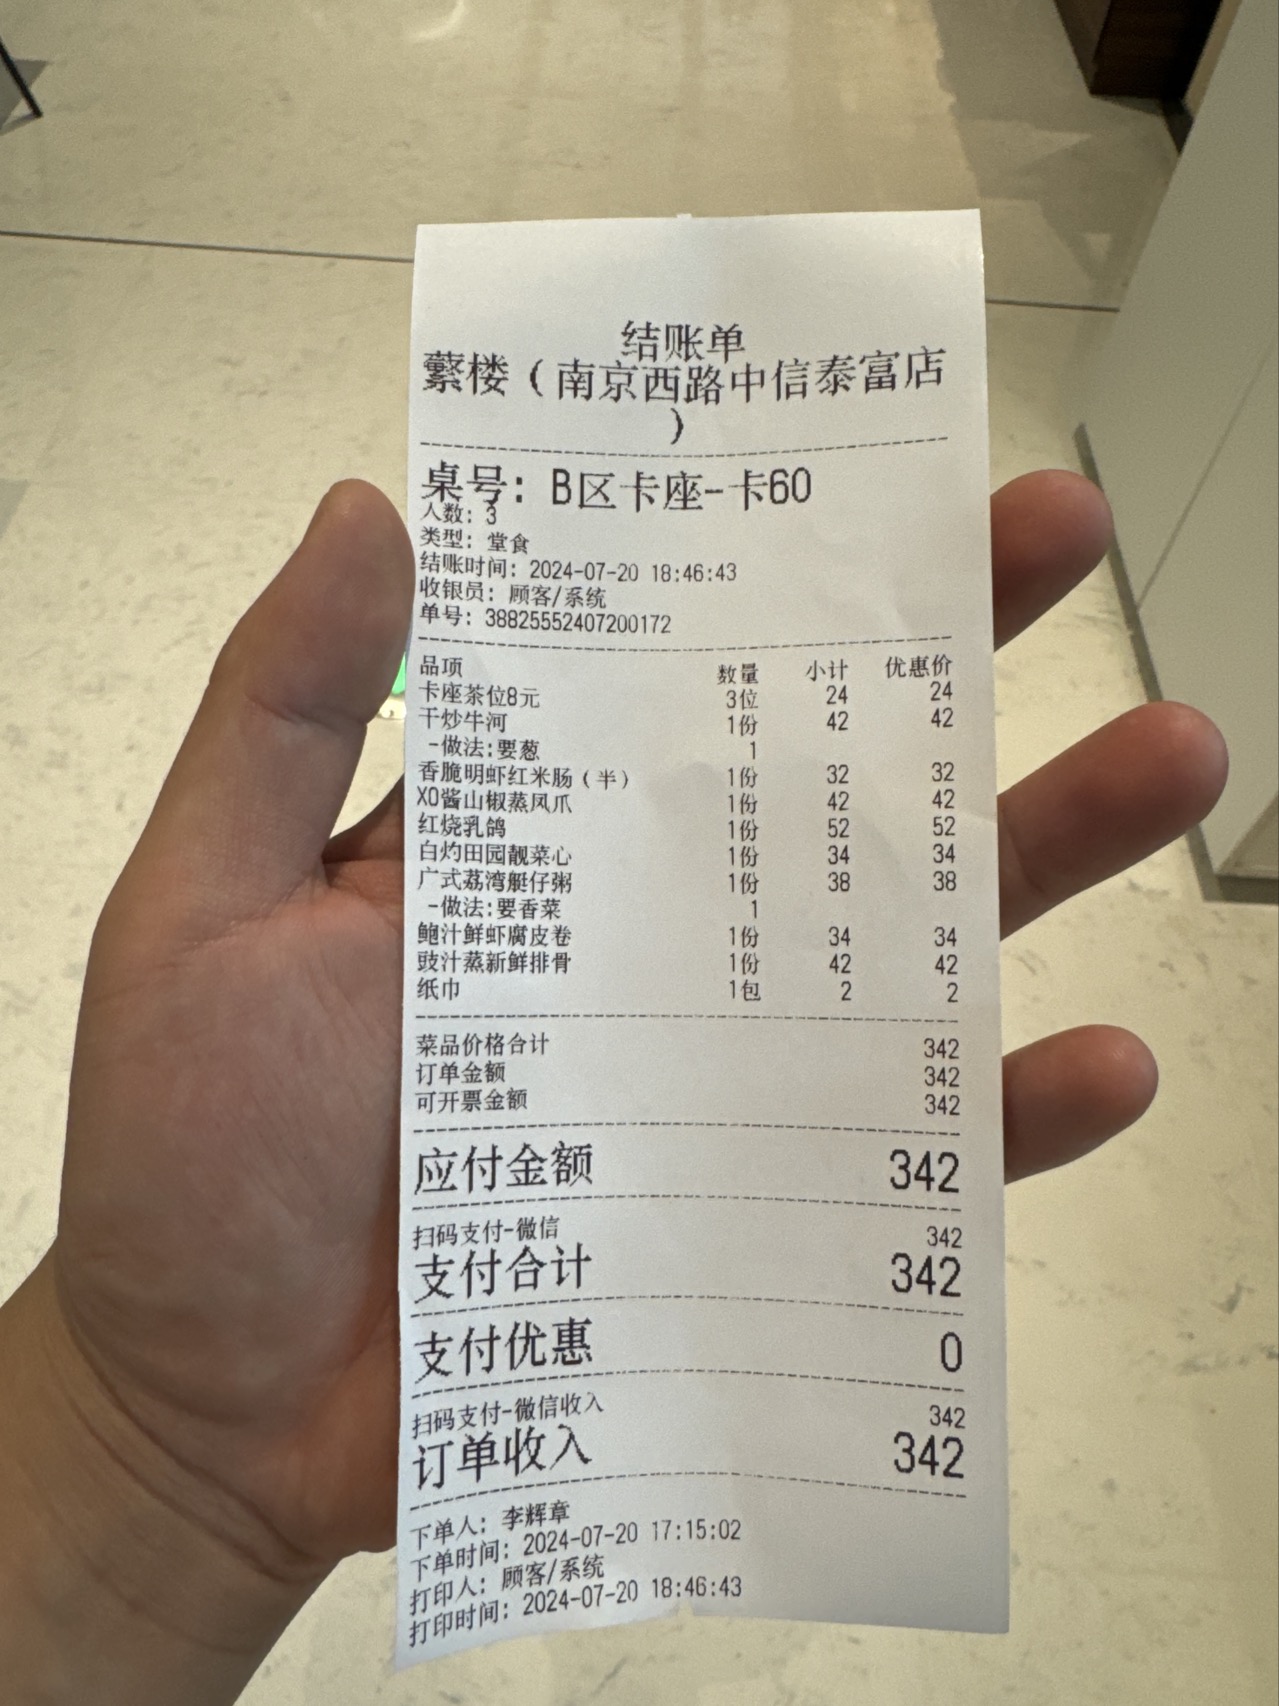 结账单
蘩楼（南京西路中信泰富店
）
桌号：B区卡座-卡60
人数：3
类型：堂食
结账时间：2024-07-20 18:46:43
收银员：顾客/系统
单号：38825552407200172
品项 数量 小计 优惠价
卡座茶位8元 3位 24 24
干炒牛河 1份 42 42
-做法:要葱 1
香脆明虾红米肠（半） 1份 32 32
XO酱山椒蒸凤爪 1份 42 42
红烧乳鸽 1份 52 52
白灼田园靓菜心 1份 34 34
广式荔湾艇仔粥 1份 38 38
-做法:要香菜 1
鲍汁鲜虾腐皮卷 1份 34 34
豉汁蒸新鲜排骨 1份 42 42
纸巾 1包 2 2
菜品价格合计 342
订单金额 342
可开票金额 342
应付金额 342
扫码支付-微信 342
支付合计 342
支付优惠 0
扫码支付-微信收入 342
订单收入 342
下单人：李辉章
下单时间：2024-07-20 17:15:02
打印人：顾客/系统
打印时间：2024-07-20 18:46:43